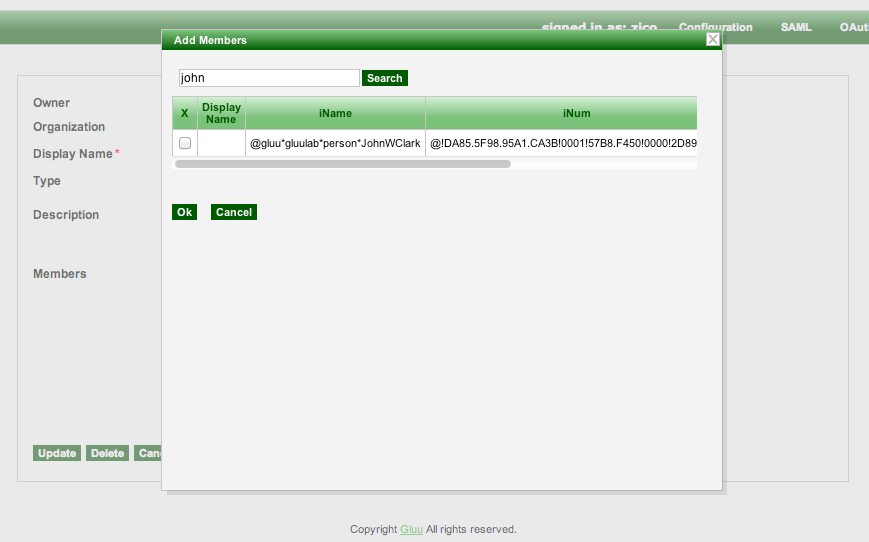 signed in as: zico Configuration SAML
Add Members
john Search
X Display Name iName iNum
@gluu*gluulab*person*JohnWClark @!DA85.5F98.95A1.CA3B!0001!57B8.F450!0000!2D89
Ok Cancel
Owner
Organization
Display Name*
Type
Description
Members
Update Delete
Copyright Gluu All rights reserved.